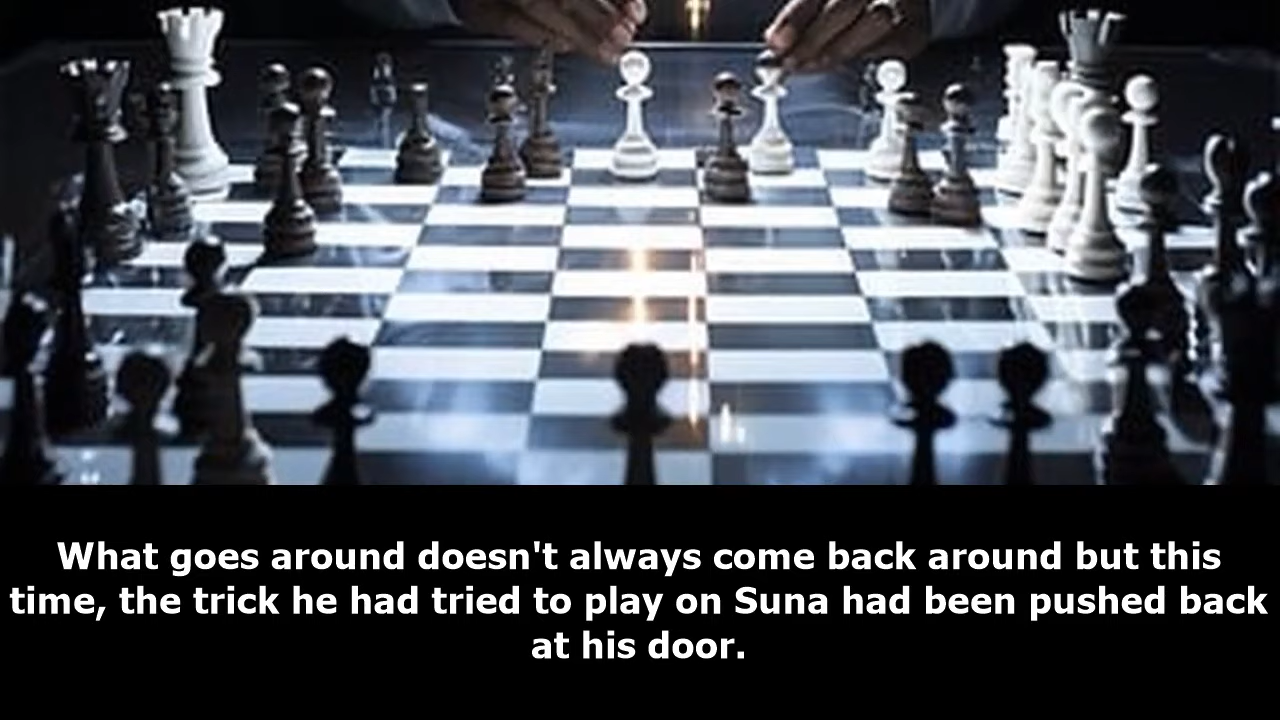 What goes around doesn't always come back around but this
time, the trick he had tried to play on Suna had been pushed back
at his door.